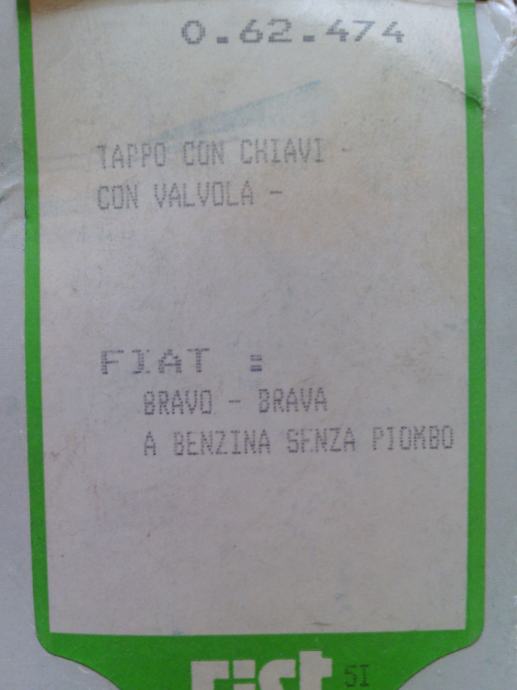 0.62.474
TAPPO CON CHIAVI -
CON VALVOLA -
FIAT :
BRAVO - BRAVA
A BENZINA SENZA PIOMBO
SI